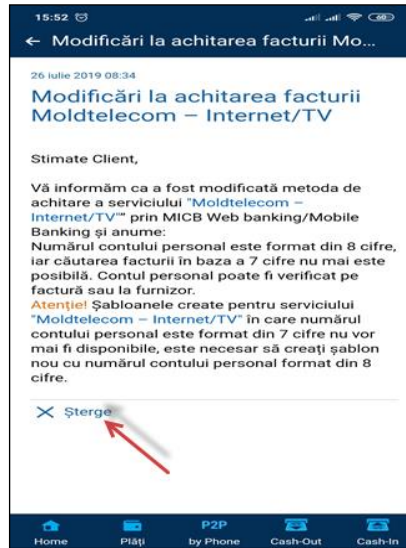 15:52
60
← Modificări la achitarea facturii Mo...
26 iulie 2019 08:34
Modificări la achitarea facturii
Moldtelecom – Internet/TV
Stimate Client,
Vă informăm ca a fost modificată metoda de
achitare a serviciului "Moldtelecom –
Internet/TV"" prin MICB Web banking/Mobile
Banking și anume:
Numărul contului personal este format din 8 cifre,
iar căutarea facturii în baza a 7 cifre nu mai este
posibilă. Contul personal poate fi verificat pe
factură sau la furnizor.
Atenție! Șabloanele create pentru serviciul
"Moldtelecom – Internet/TV" în care numărul
contului personal este format din 7 cifre nu vor
mai fi disponibile, este necesar să creați șablon
nou cu numărul contului personal format din 8
cifre.
Șterge
Home Plăți P2P by Phone Cash-Out Cash-In